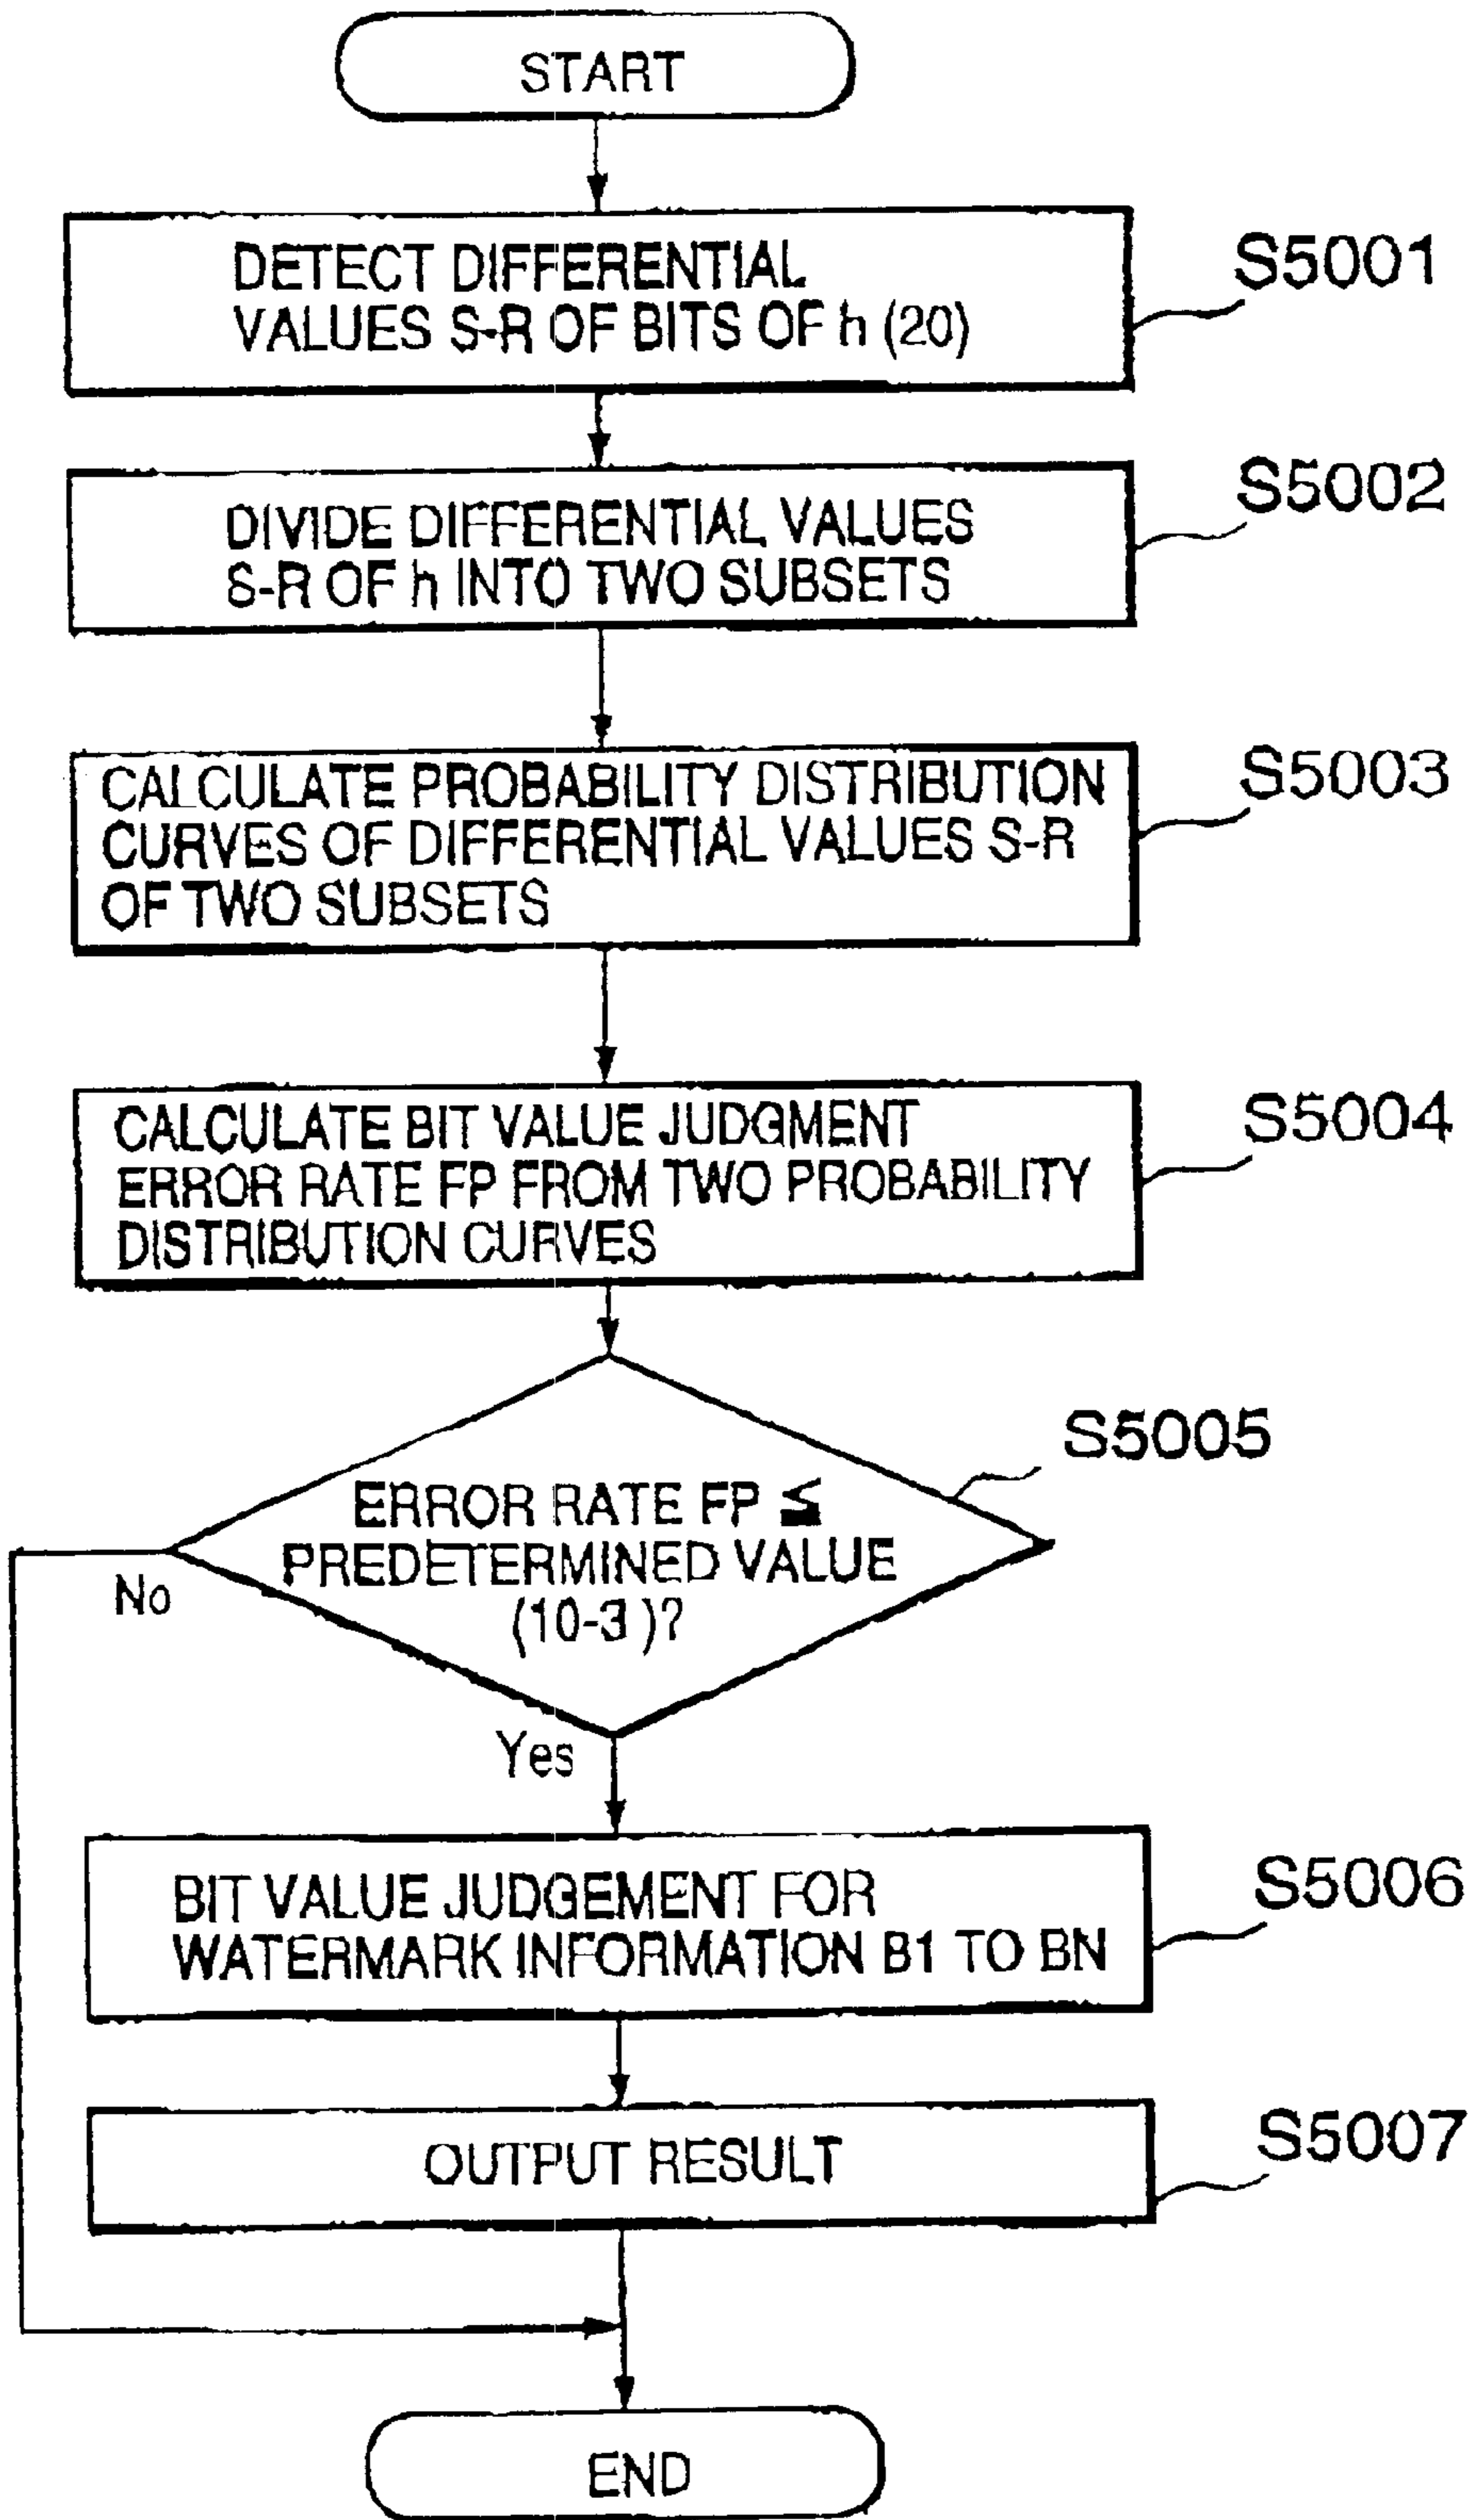 START
DETECT DIFFERENTIAL
VALUES S-R OF BITS OF h (20)
S5001
DIVIDE DIFFERENTIAL VALUES
S-R OF h INTO TWO SUBSETS
S5002
CALCULATE PROBABILITY DISTRIBUTION
CURVES OF DIFFERENTIAL VALUES S-R
OF TWO SUBSETS
S5003
CALCULATE BIT VALUE JUDGMENT
ERROR RATE FP FROM TWO PROBABILITY
DISTRIBUTION CURVES
S5004
ERROR RATE FP ≦
PREDETERMINED VALUE
(10-3)?
S5005
No
Yes
BIT VALUE JUDGEMENT FOR
WATERMARK INFORMATION B1 TO BN
S5006
OUTPUT RESULT
S5007
END